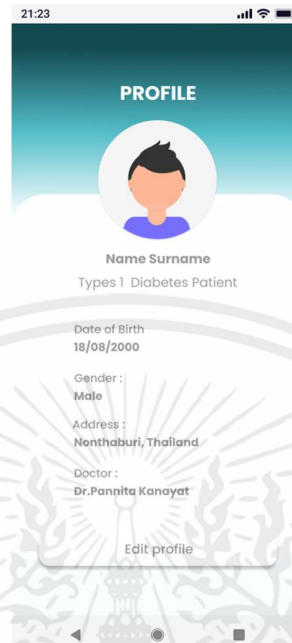 21:23
PROFILE
Name Surname
Types 1 Diabetes Patient
Date of Birth
18/08/2000
Gender :
Male
Address :
Nonthaburi, Thailand
Doctor :
Dr.Pannita Kanayat
Edit profile